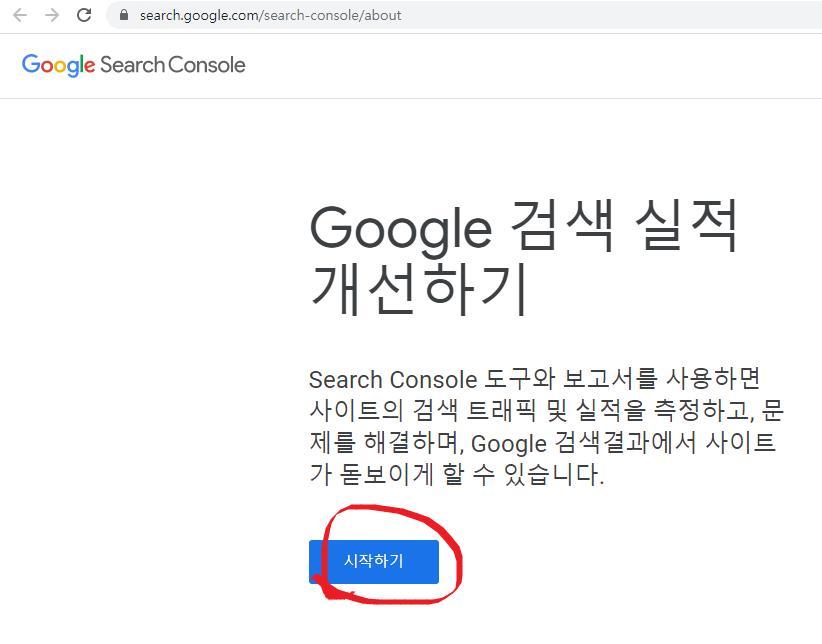 search.google.com/search-console/about
Google Search Console
Google 검색 실적
개선하기
Search Console 도구와 보고서를 사용하면
사이트의 검색 트래픽 및 실적을 측정하고, 문
제를 해결하며, Google 검색결과에서 사이트
가 돋보이게 할 수 있습니다.
시작하기